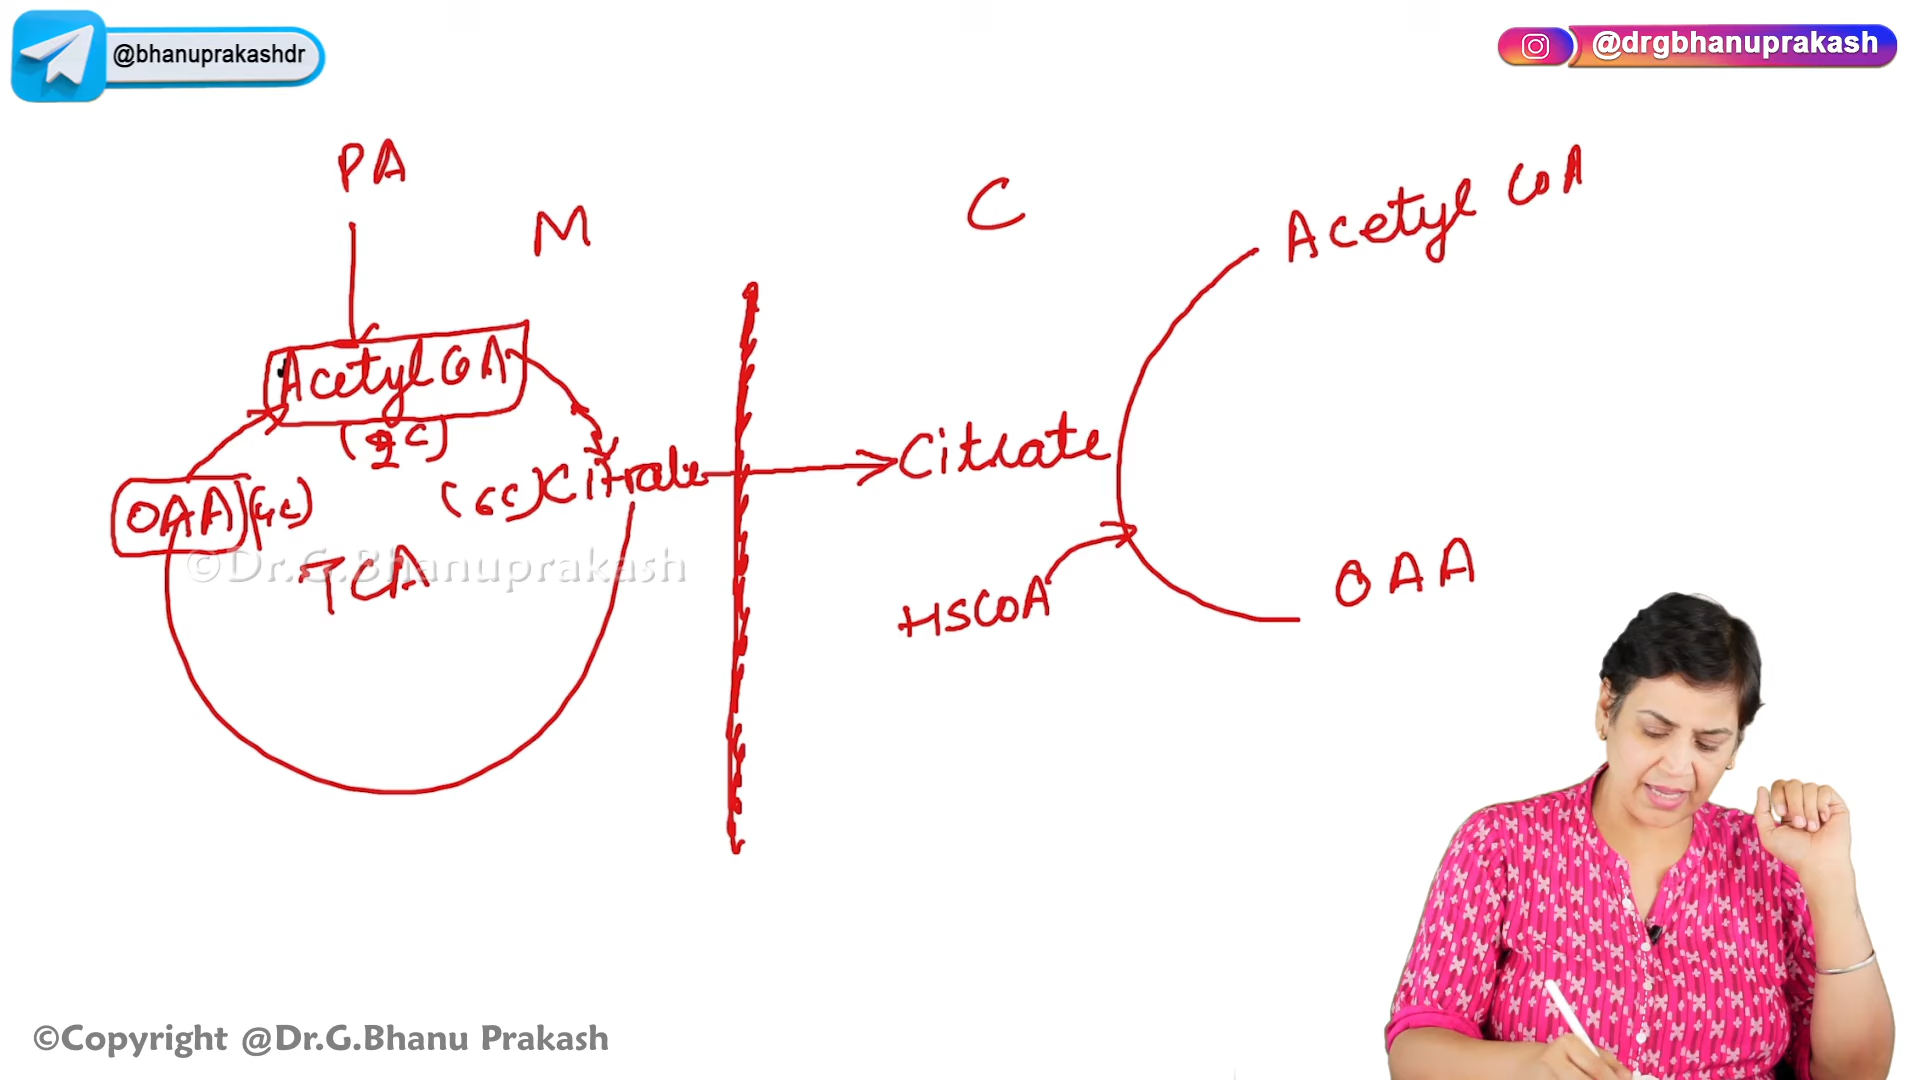 @bhanuprakashdr
@drgbhanuprakash
PA
M
C
Acetyl CoA
Acetyl CoA
(2C)
(6C) Citrate
Citrate
OAA (4C)
©Dr.G.Bhanuprakash
TCA
HSCOA
OAA
©Copyright @Dr.G.Bhanu Prakash